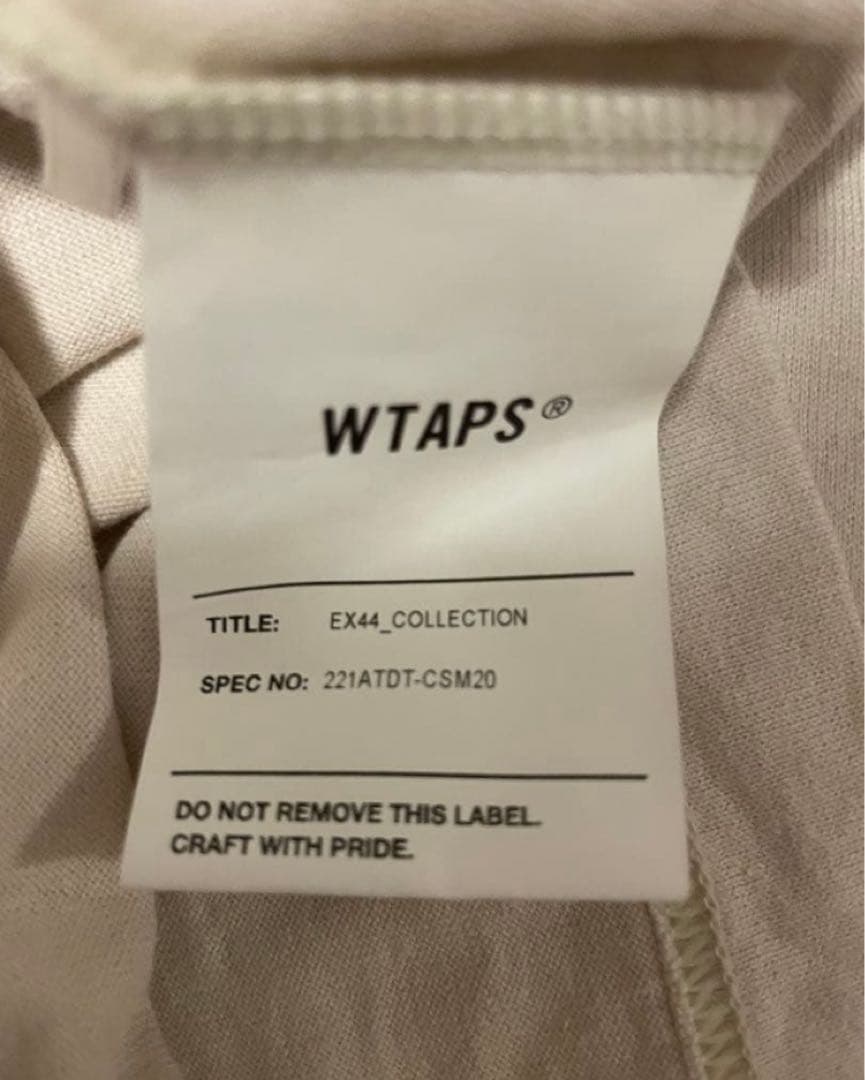 WTAPS®
TITLE: EX44_COLLECTION
SPEC NO: 221ATDT-CSM20
DO NOT REMOVE THIS LABEL.
CRAFT WITH PRIDE.